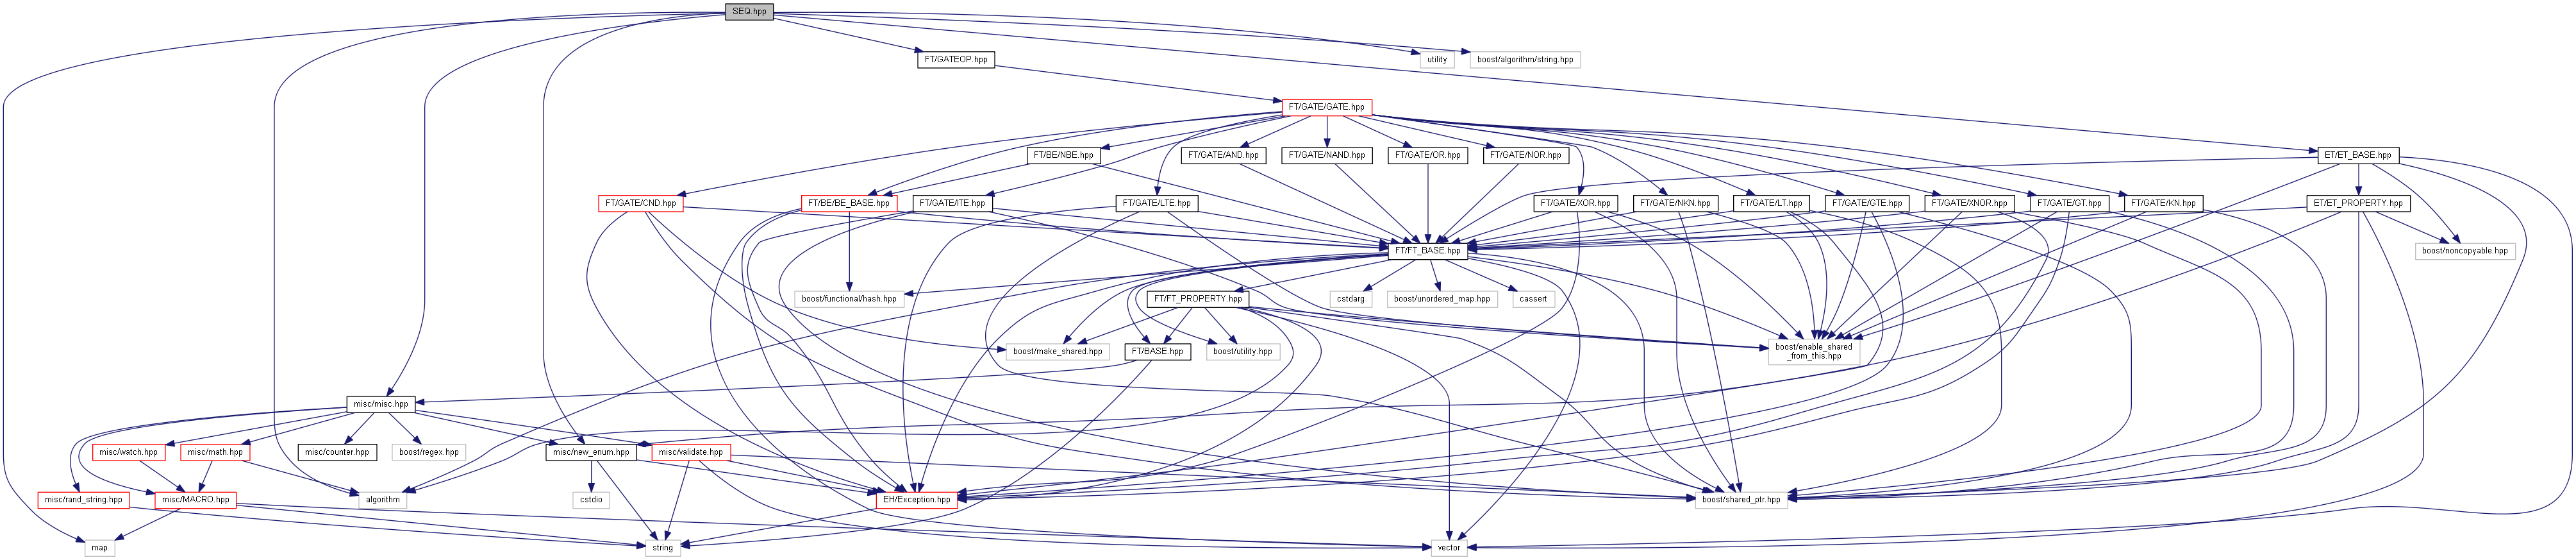 SEQ.hpp
FT/GATEOP.hpp
utility
boost/algorithm/string.hpp
FT/GATE/GATE.hpp
FT/BE/NBE.hpp
FT/GATE/AND.hpp
FT/GATE/NAND.hpp
FT/GATE/OR.hpp
FT/GATE/NOR.hpp
ET/ET_BASE.hpp
FT/GATE/CND.hpp
FT/BE/BE_BASE.hpp
FT/GATE/ITE.hpp
FT/GATE/LTE.hpp
FT/GATE/XOR.hpp
FT/GATE/NKN.hpp
FT/GATE/LT.hpp
FT/GATE/GTE.hpp
FT/GATE/XNOR.hpp
FT/GATE/GT.hpp
FT/GATE/KN.hpp
ET/ET_PROPERTY.hpp
FT/FT_BASE.hpp
boost/noncopyable.hpp
boost/functional/hash.hpp
FT/FT_PROPERTY.hpp
cstdarg
boost/unordered_map.hpp
cassert
boost/make_shared.hpp
FT/BASE.hpp
boost/utility.hpp
boost/enable_shared
_from_this.hpp
misc/misc.hpp
misc/watch.hpp
misc/math.hpp
misc/counter.hpp
boost/regex.hpp
misc/new_enum.hpp
misc/validate.hpp
misc/rand_string.hpp
misc/MACRO.hpp
algorithm
cstdio
EH/Exception.hpp
boost/shared_ptr.hpp
map
string
vector